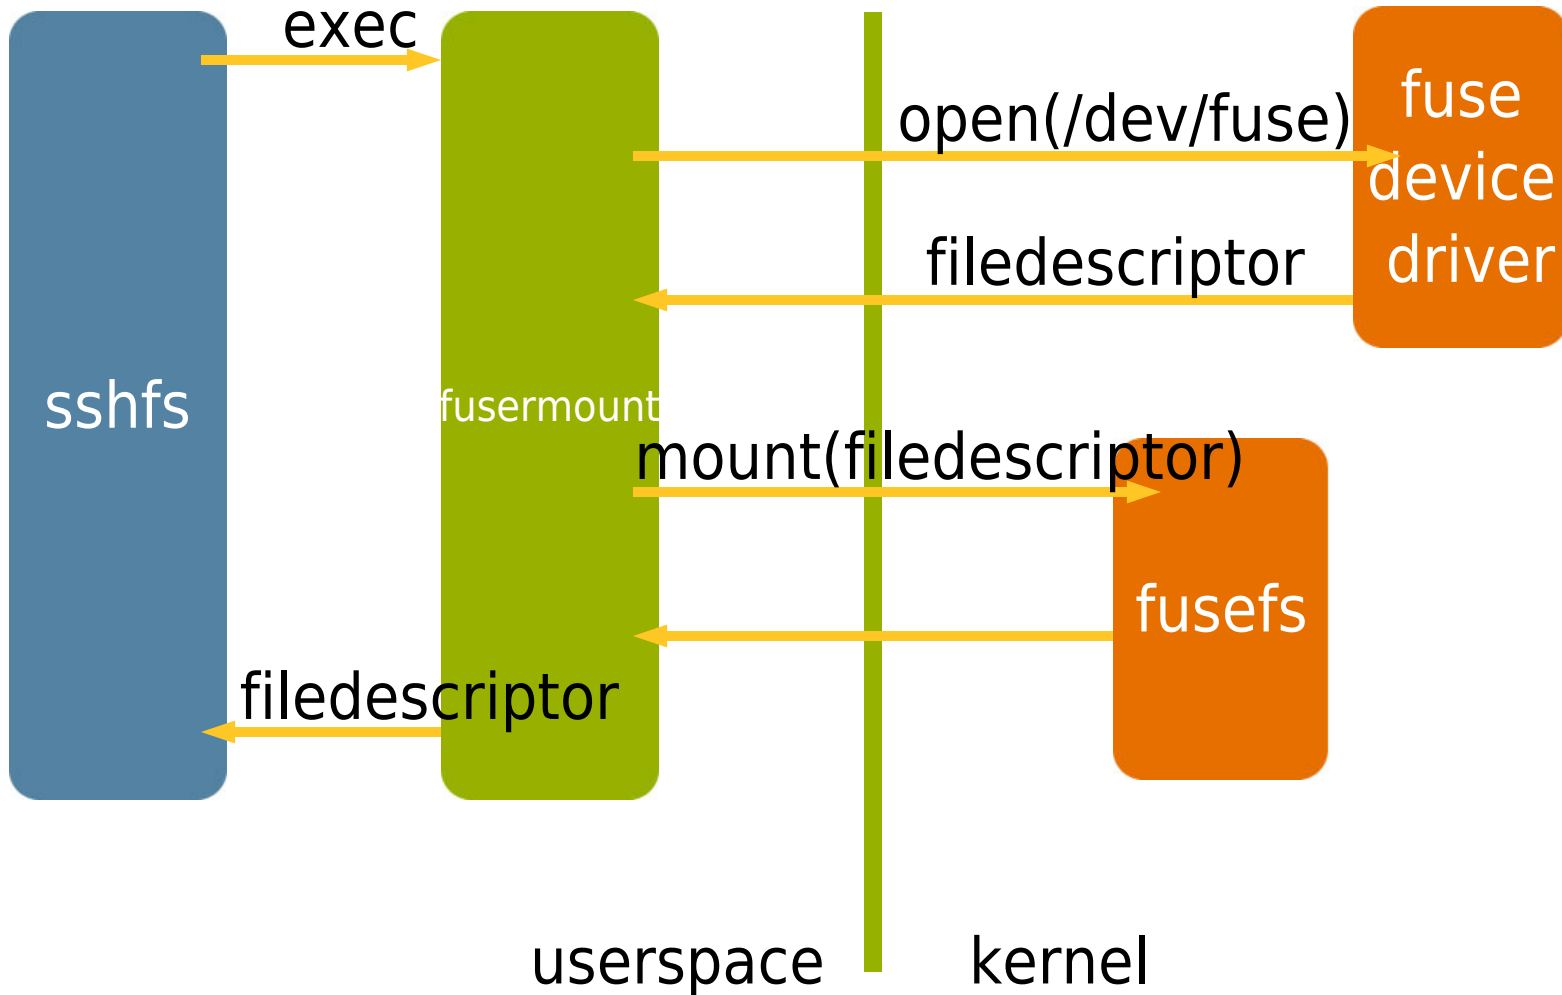 exec
open(/dev/fuse)
fuse
device
driver
filedescriptor
sshfs
fusermount
mount(filedescriptor)
fusefs
filedescriptor
userspace
kernel